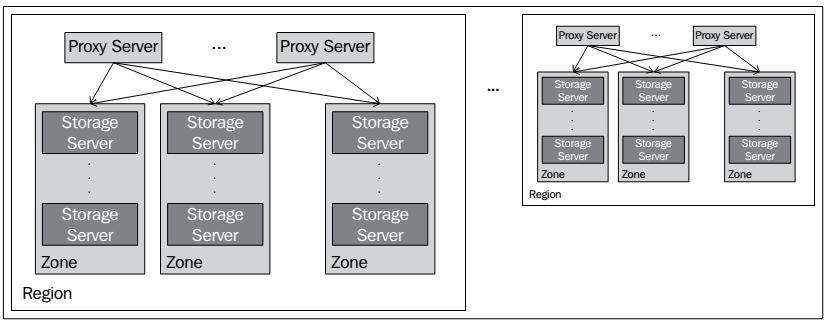 Proxy Server ... Proxy Server
Storage Server Storage Server Storage Server
. . .
. . .
. . .
Storage Server Storage Server Storage Server
Zone Zone Zone
Region
...
Proxy Server ... Proxy Server
Storage Server Storage Server Storage Server
. . .
. . .
. . .
Storage Server Storage Server Storage Server
Zone Zone Zone
Region